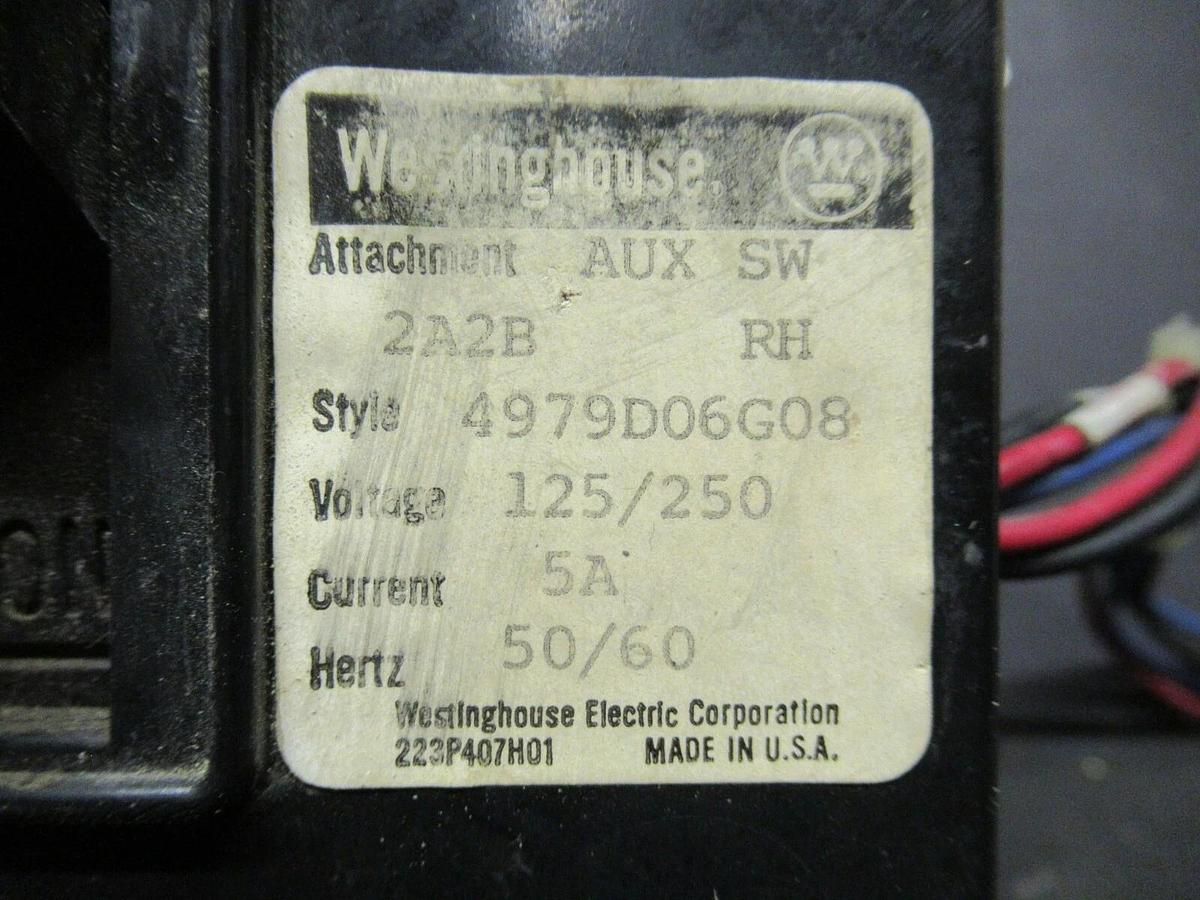 Westinghouse.
W
Attachment AUX SW
2A2B RH
Style 4979D06G08
Voltage 125/250
Current 5A
Hertz 50/60
Westinghouse Electric Corporation
223P407H01 MADE IN U.S.A.
ON